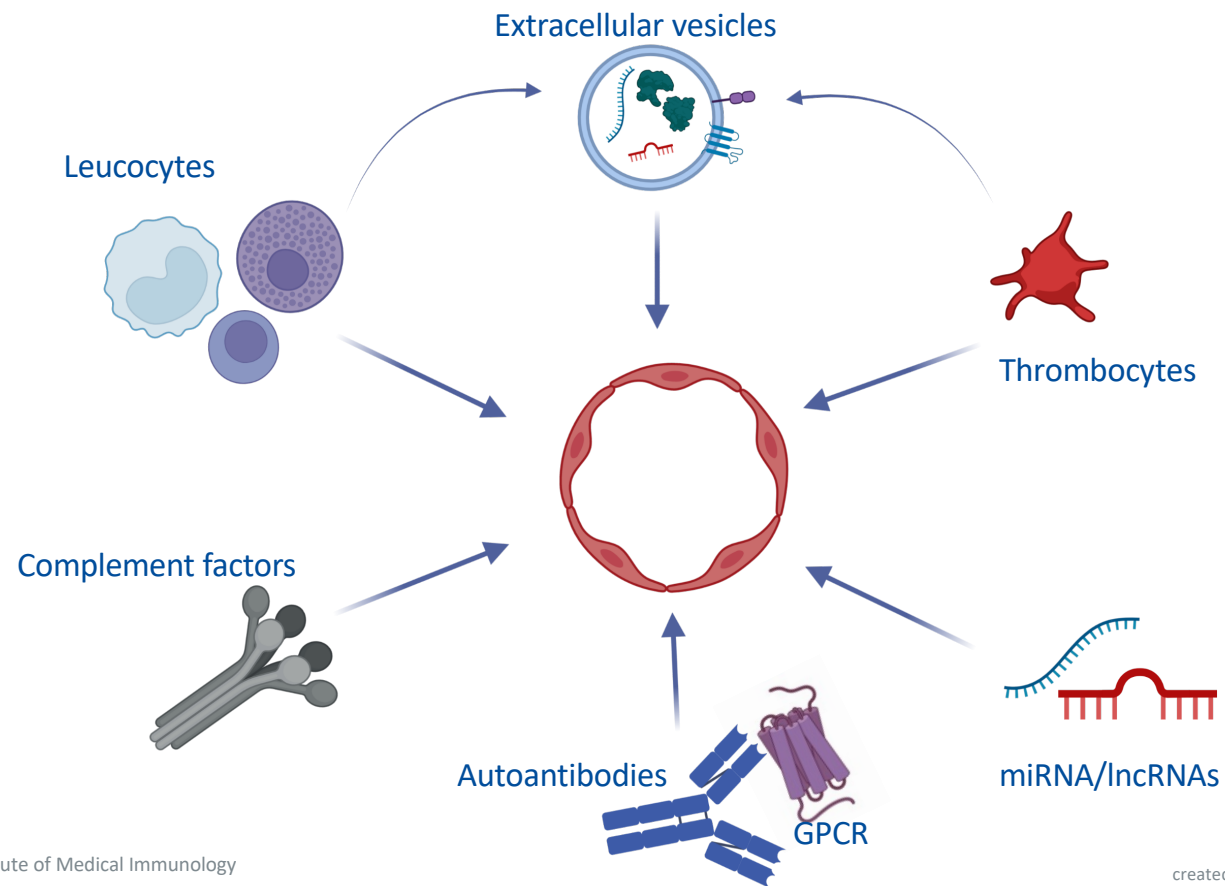 Extracellular vesicles
Leucocytes
Thrombocytes
Complement factors
Autoantibodies
GPCR
miRNA/lncRNAs
ute of Medical Immunology
created